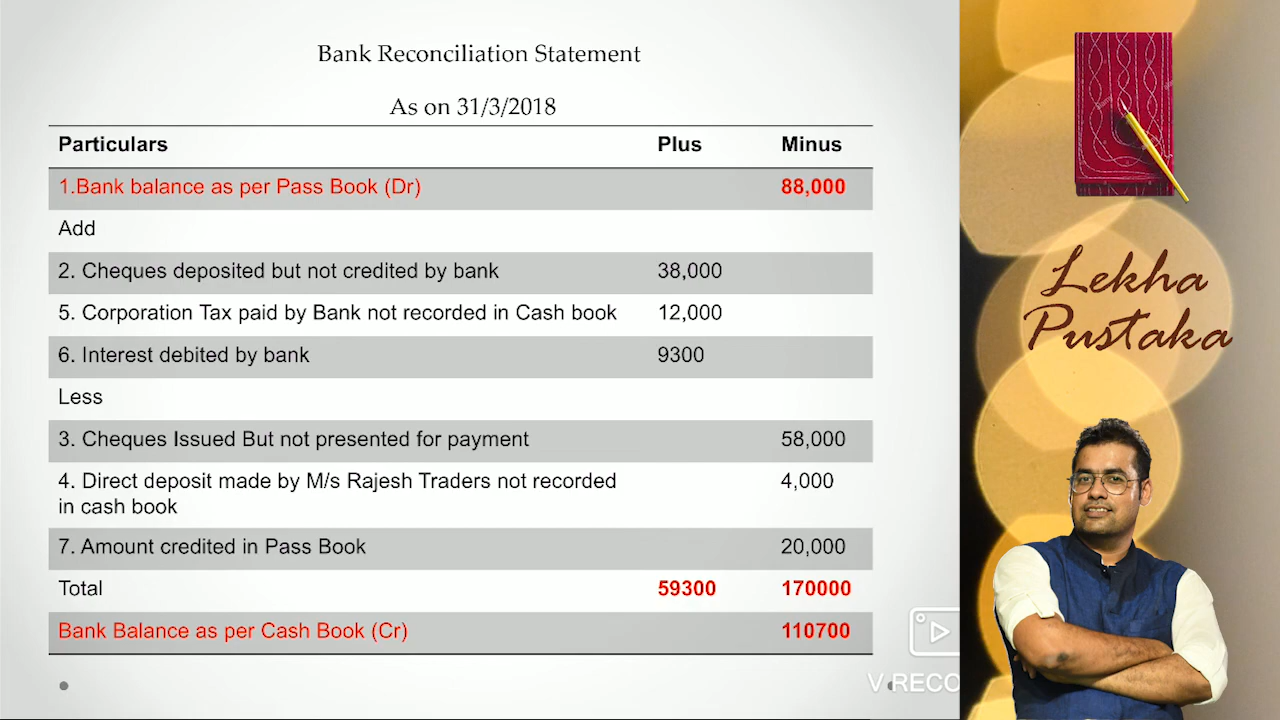 Bank Reconciliation Statement
As on 31/3/2018
Particulars Plus Minus
1.Bank balance as per Pass Book (Dr) 88,000
Add
2. Cheques deposited but not credited by bank 38,000
5. Corporation Tax paid by Bank not recorded in Cash book 12,000
6. Interest debited by bank 9300
Less
3. Cheques Issued But not presented for payment 58,000
4. Direct deposit made by M/s Rajesh Traders not recorded 4,000
in cash book
7. Amount credited in Pass Book 20,000
Total 59300 170000
Bank Balance as per Cash Book (Cr) 110700
Lekha
Pustaka
V RECO